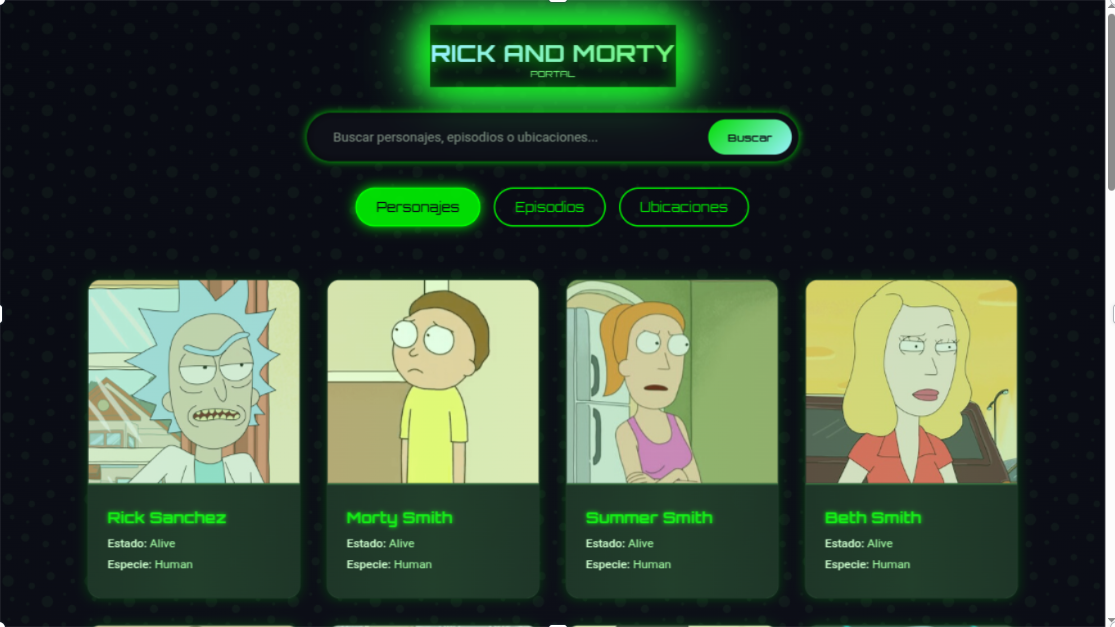 RICK AND MORTY
PORTAL
Buscar personajes, episodios o ubicaciones...
Buscar
Personajes
Episodios
Ubicaciones
Rick Sanchez
Estado: Alive
Especie: Human
Morty Smith
Estado: Alive
Especie: Human
Summer Smith
Estado: Alive
Especie: Human
Beth Smith
Estado: Alive
Especie: Human